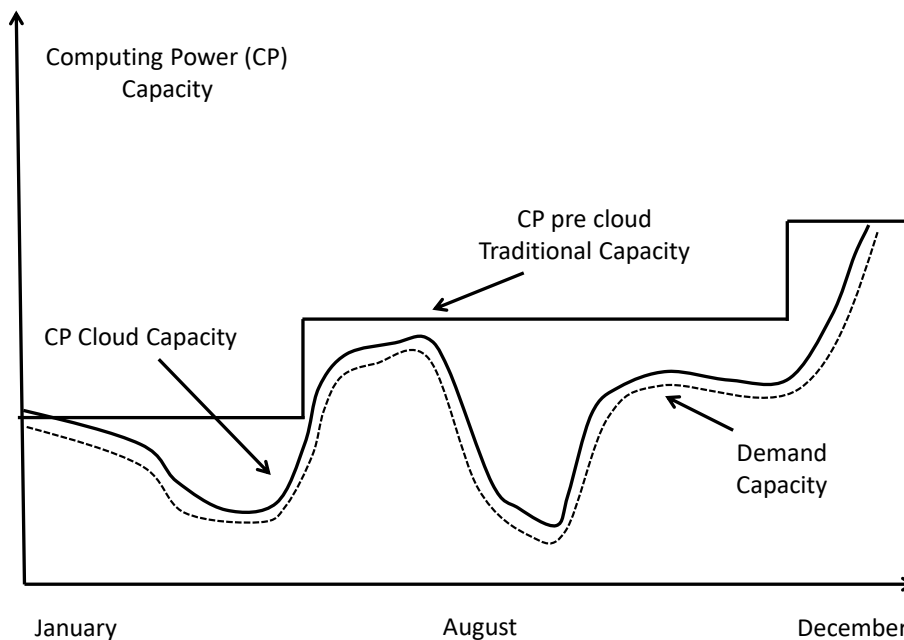 Computing Power (CP)
Capacity
CP pre cloud
Traditional Capacity
CP Cloud Capacity
Demand
Capacity
January
August
December